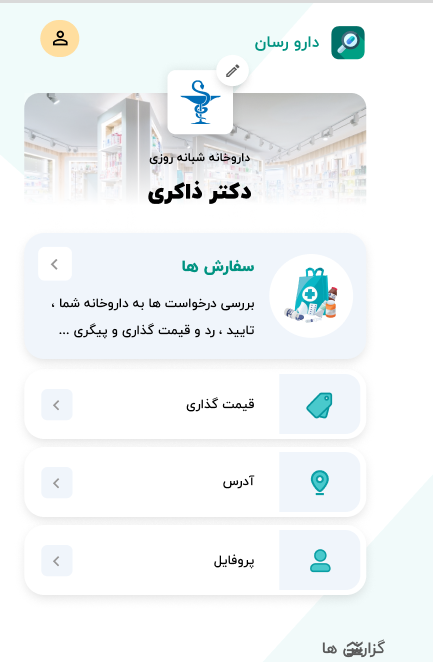 دارو رسان
داروخانه شبانه روزی
دکتر ذاکری
سفارش ها
بررسی درخواست ها به داروخانه شما ،
تایید ، رد و قیمت گذاری و پیگری ...
قیمت گذاری
آدرس
پروفایل
گزارش ها